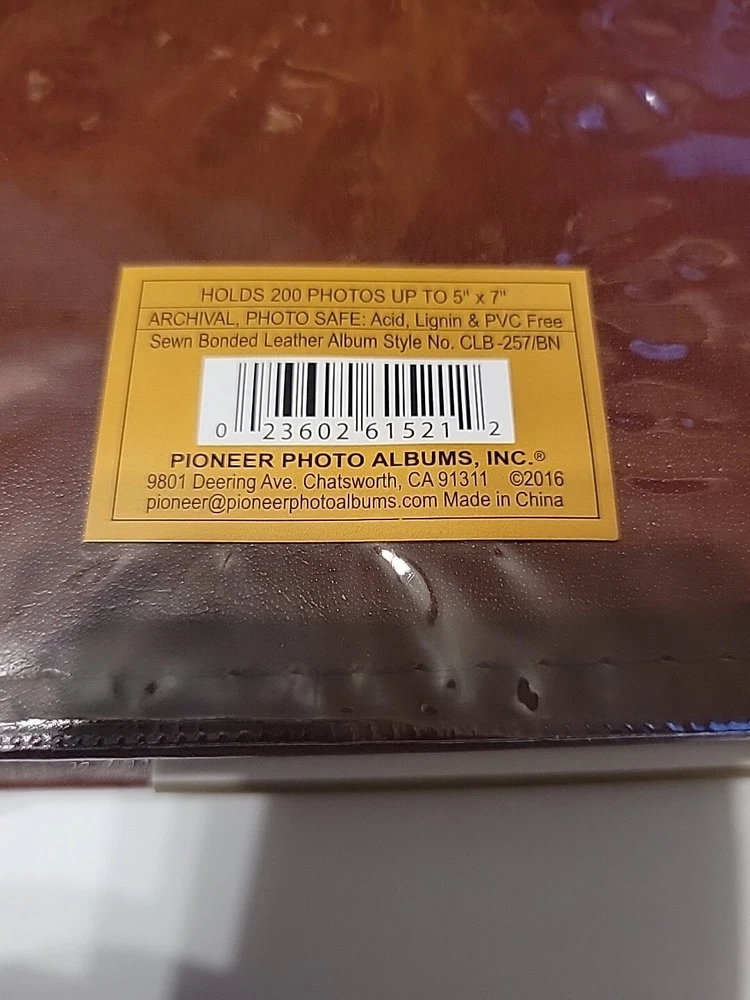 HOLDS 200 PHOTOS UP TO 5" x 7"
ARCHIVAL, PHOTO SAFE: Acid, Lignin & PVC Free
Sewn Bonded Leather Album Style No. CLB-257/BN
0 23602 61521 2
PIONEER PHOTO ALBUMS, INC.®
9801 Deering Ave. Chatsworth, CA 91311 ©2016
pioneer@pioneerphotoalbums.com Made in China